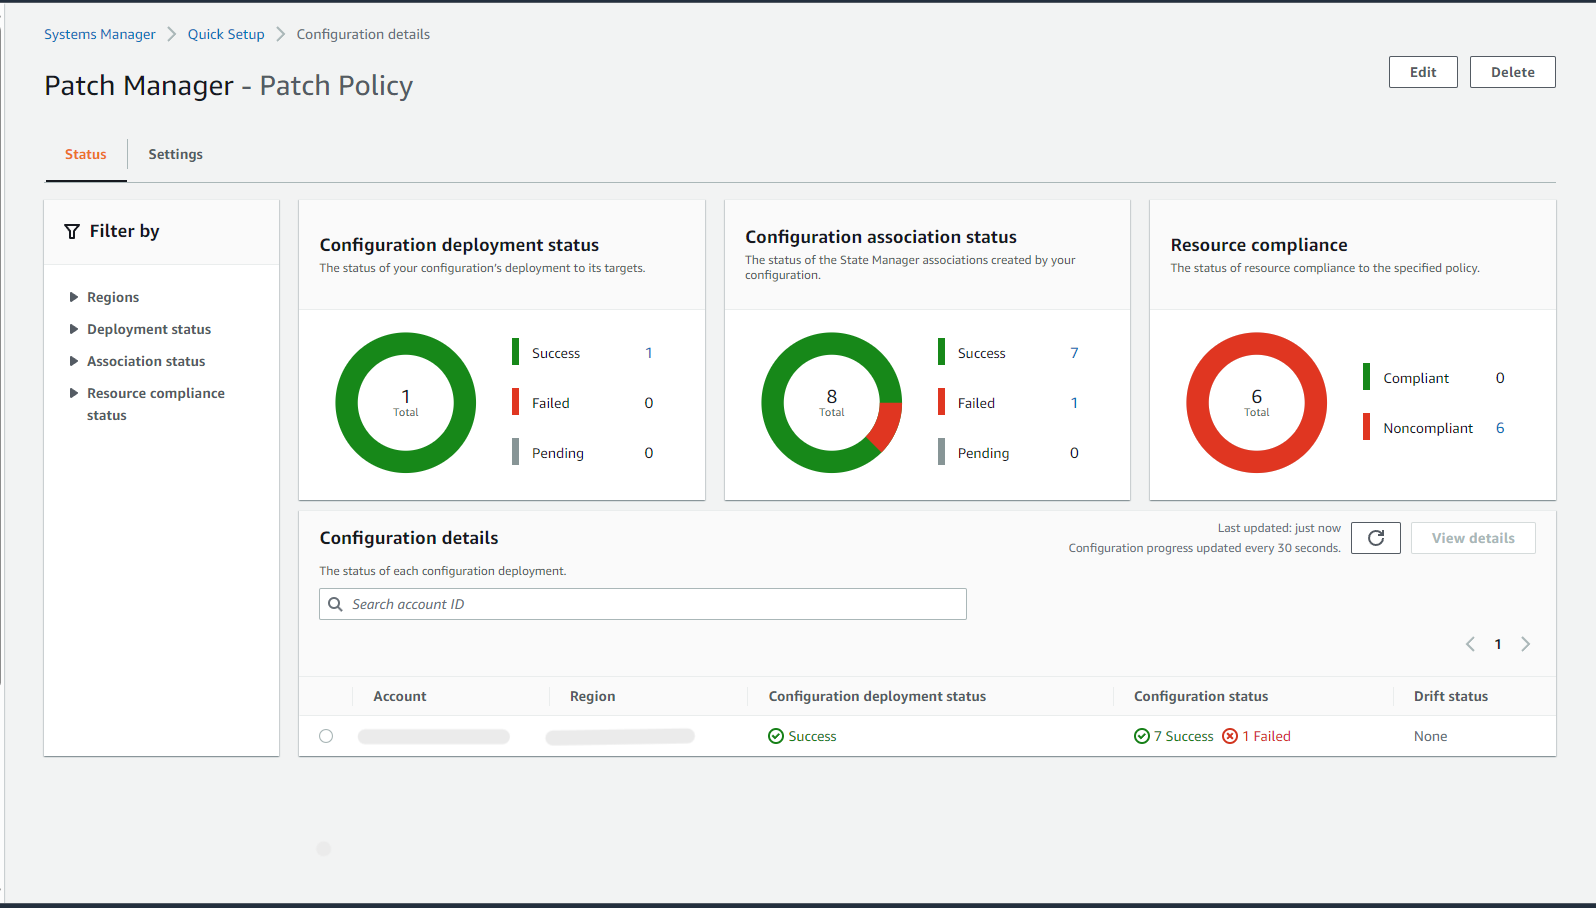 Systems Manager > Quick Setup > Configuration details
Patch Manager - Patch Policy
Edit
Delete
Status
Settings
Filter by
Regions
Deployment status
Association status
Resource compliance
status
Configuration deployment status
The status of your configuration's deployment to its targets.
1
Total
Success 1
Failed 0
Pending 0
Configuration association status
The status of the State Manager associations created by your
configuration.
8
Total
Success 7
Failed 1
Pending 0
Resource compliance
The status of resource compliance to the specified policy.
6
Total
Compliant 0
Noncompliant 6
Configuration details
Last updated: just now
Configuration progress updated every 30 seconds.
View details
The status of each configuration deployment.
Search account ID
1
Account Region Configuration deployment status Configuration status Drift status
Success 7 Success 1 Failed None